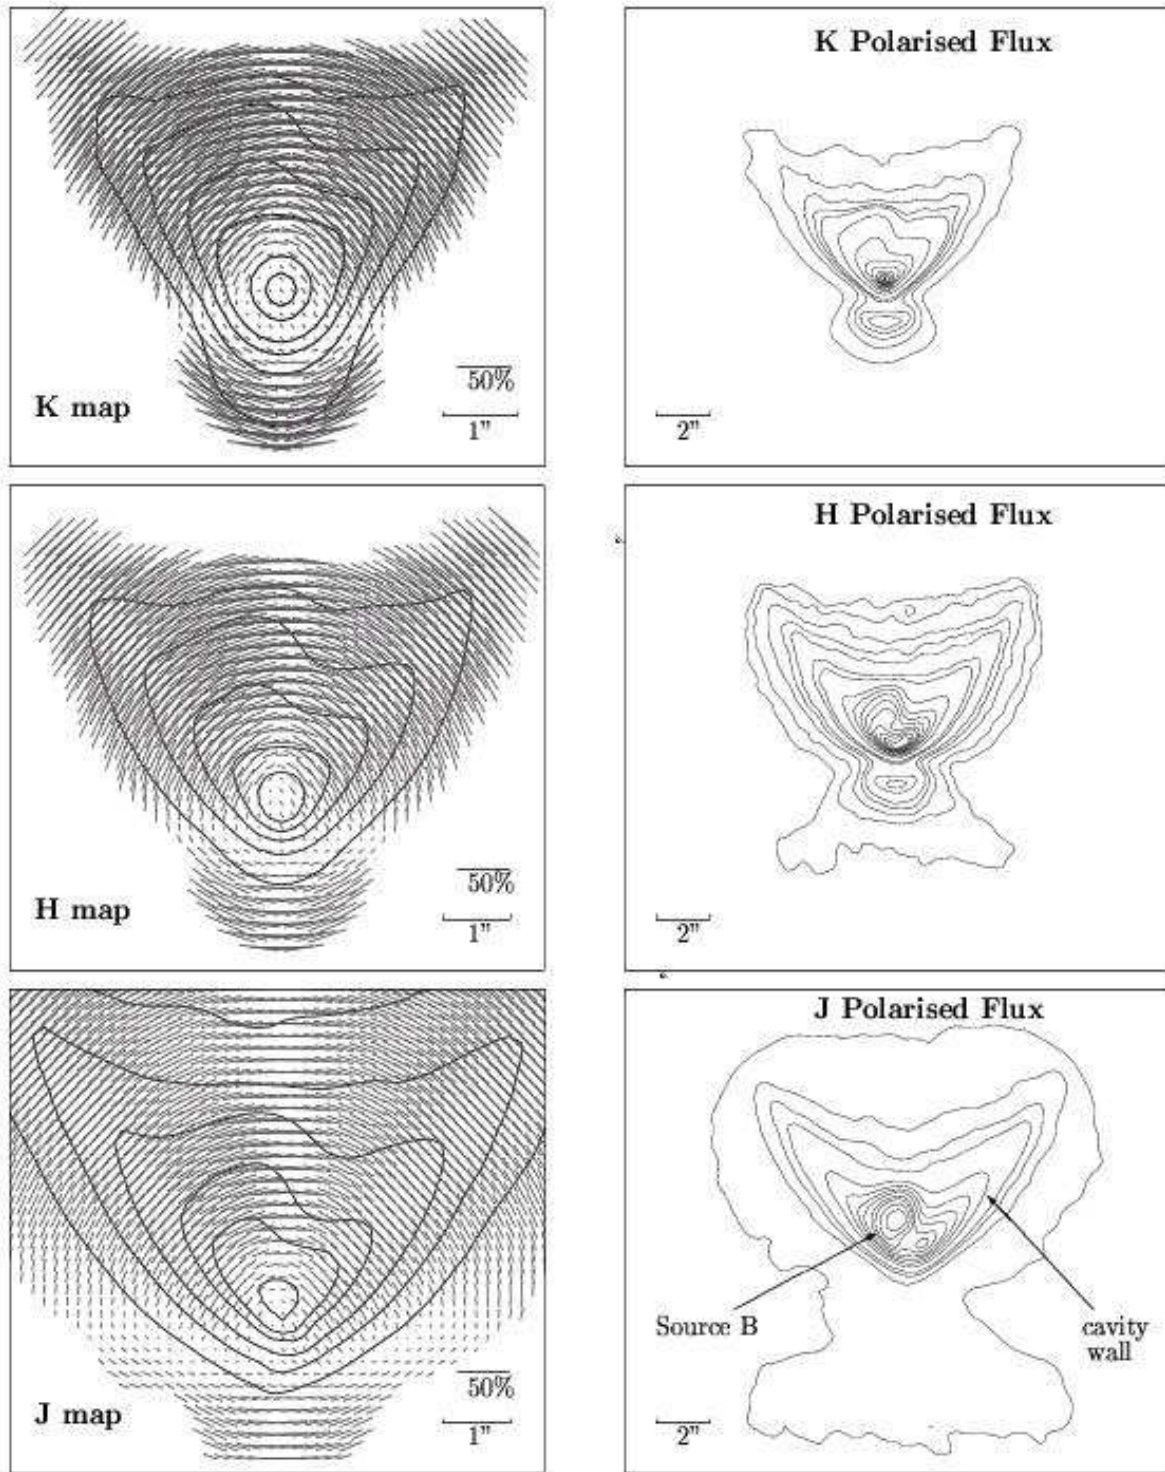 K Polarised Flux
50%
K map
1"
2"
H Polarised Flux
50%
H map
1"
2"
J Polarised Flux
Source B
cavity
wall
50%
J map
1"
2"